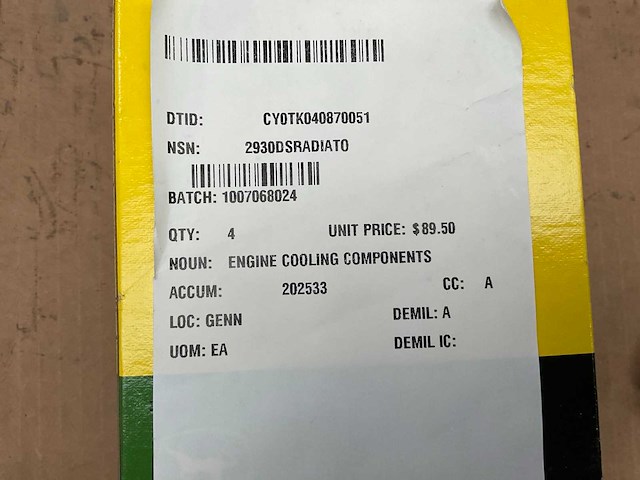 DTID: CY0TK040870051
NSN: 2930DSRADIATO
BATCH: 1007068024
QTY: 4 UNIT PRICE: $89.50
NOUN: ENGINE COOLING COMPONENTS
ACCUM: 202533 CC: A
LOC: GENN DEMIL: A
UOM: EA DEMIL IC: